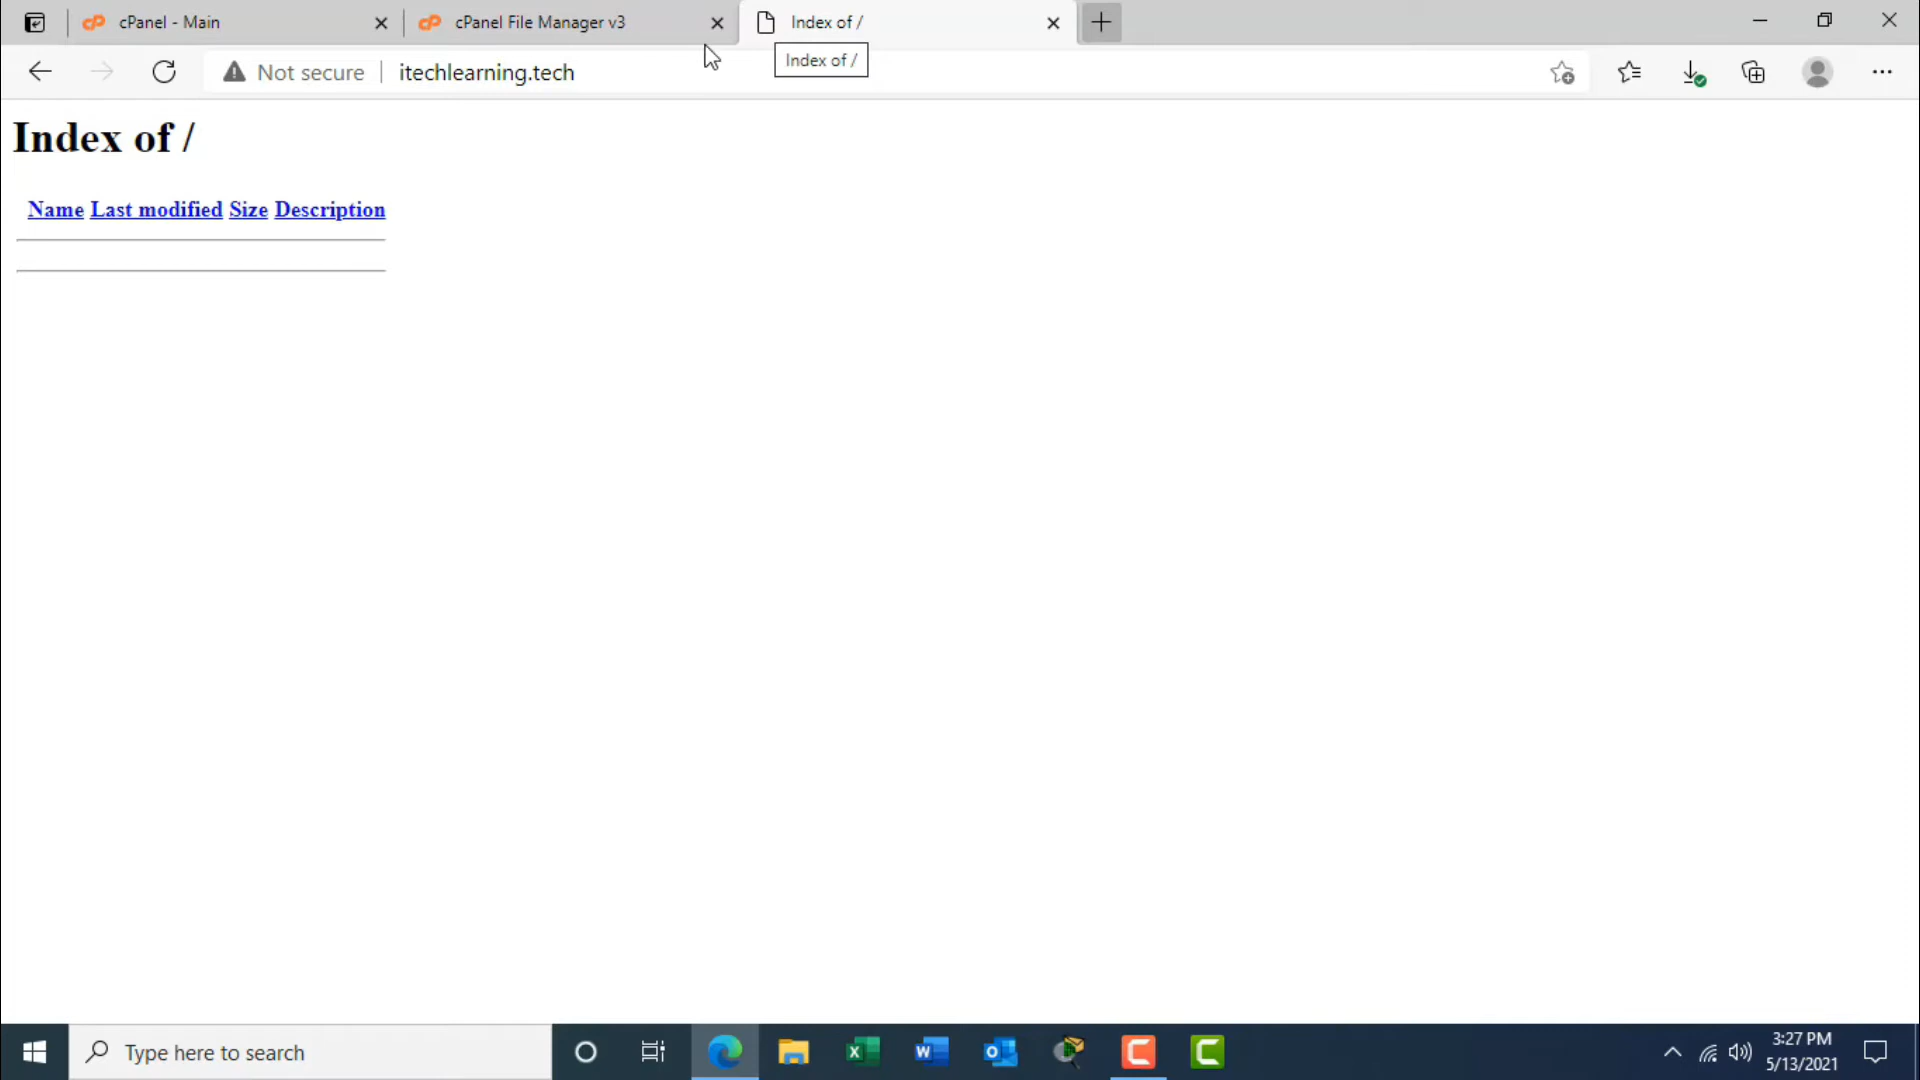 cPanel - Main
cPanel File Manager v3
Index of /
Not secure
itechlearning.tech
Index of /
Index of /
Name Last modified Size Description
Type here to search
3:27 PM
5/13/2021